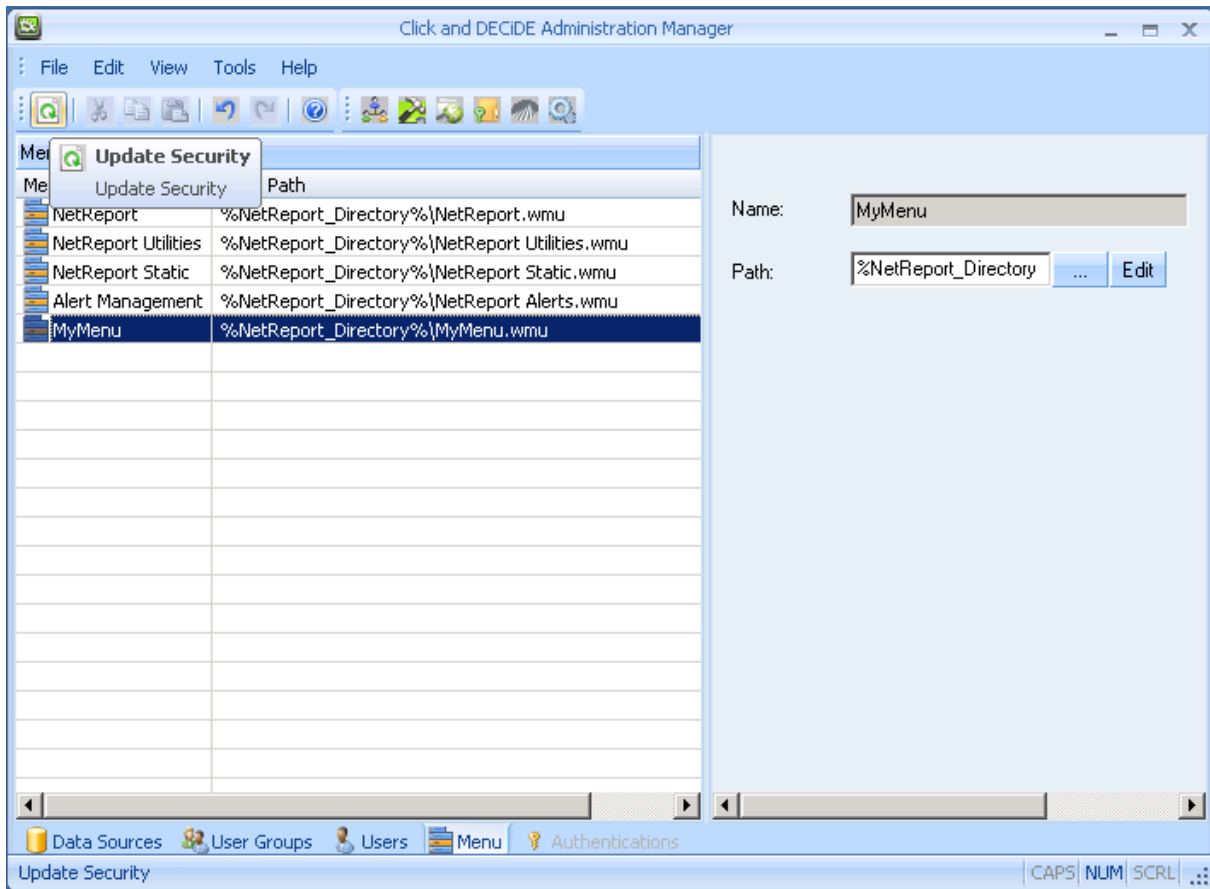 Click and DECiDE Administration Manager
File Edit View Tools Help
Update Security
Update Security
Path
NetReport %NetReport_Directory%\NetReport.wmu
NetReport Utilities %NetReport_Directory%\NetReport Utilities.wmu
NetReport Static %NetReport_Directory%\NetReport Static.wmu
Alert Management %NetReport_Directory%\NetReport Alerts.wmu
MyMenu %NetReport_Directory%\MyMenu.wmu
Name: MyMenu
Path: %NetReport_Directory ... Edit
Data Sources User Groups Users Menu Authentications
Update Security CAPS NUM SCRL